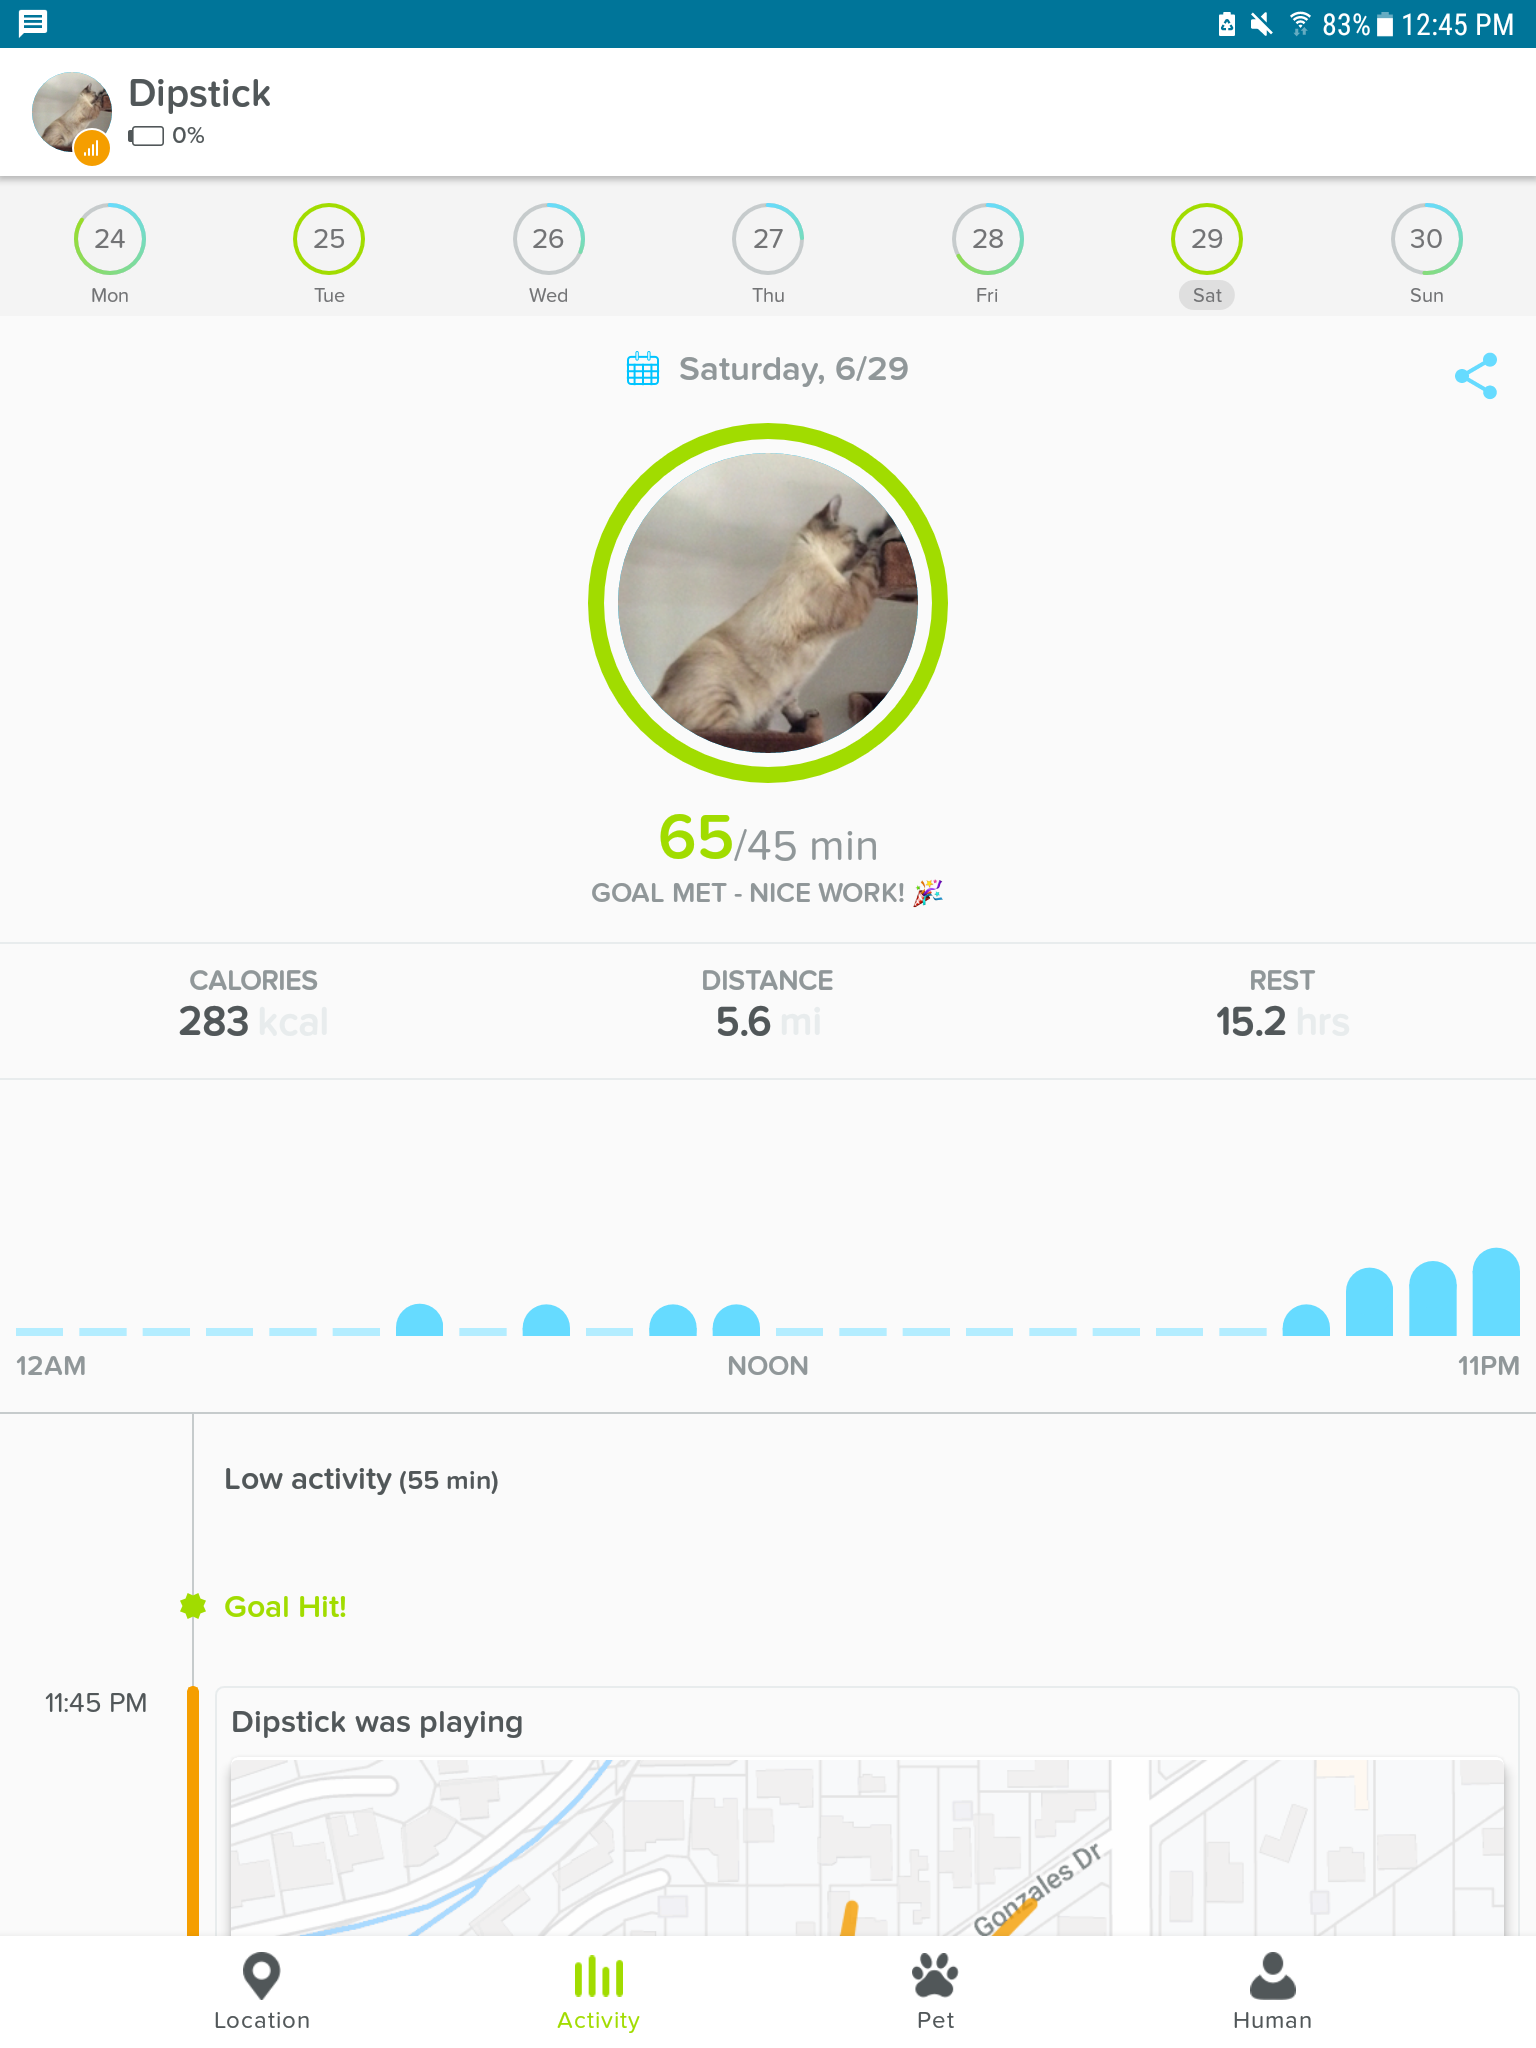 83% 12:45 PM
Dipstick
0%
24 25 26 27 28 29 30
Mon Tue Wed Thu Fri Sat Sun
Saturday, 6/29
65/45 min
GOAL MET - NICE WORK! 🎉
CALORIES DISTANCE REST
283 kcal 5.6 mi 15.2 hrs
12AM NOON 11PM
Low activity (55 min)
Goal Hit!
11:45 PM
Dipstick was playing
Gonzales Dr
Location Activity Pet Human